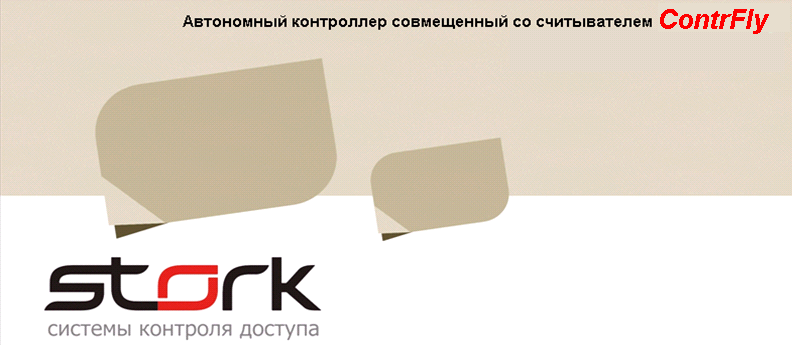 Автономный контроллер совмещенный со считывателем ContrFly
stork
системы контроля доступа